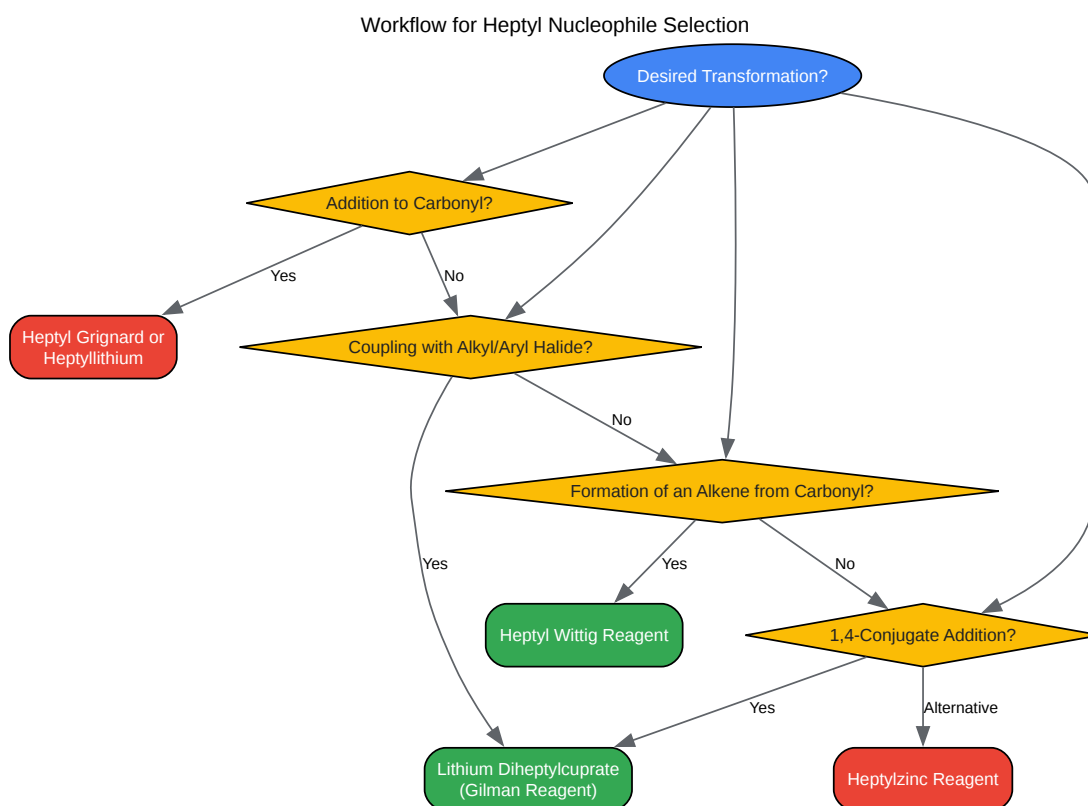 Workflow for Heptyl Nucleophile Selection
Desired Transformation?
Addition to Carbonyl?
Yes
No
Heptyl Grignard or
Heptyllithium
Coupling with Alkyl/Aryl Halide?
No
Formation of an Alkene from Carbonyl?
Yes
Yes
No
Heptyl Wittig Reagent
1,4-Conjugate Addition?
Yes
Alternative
Lithium Diheptylcuprate
(Gilman Reagent)
Heptylzinc Reagent